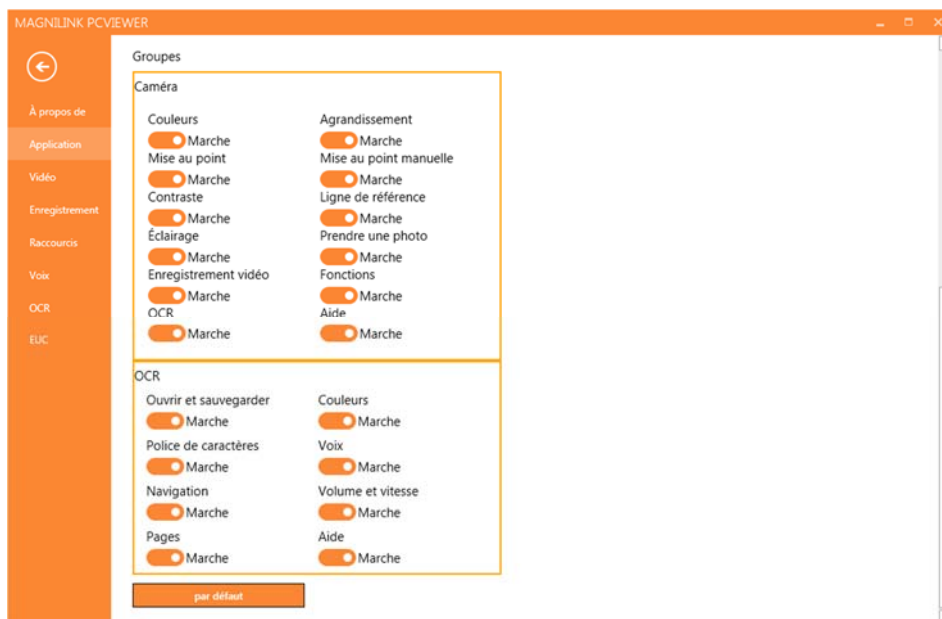 MAGNILINK PCVIEWER
À propos de
Application
Vidéo
Enregistrement
Raccourcis
Voix
OCR
EUC
Groupes
Caméra
Couleurs Agrandissement
Marche Marche
Mise au point Mise au point manuelle
Marche Marche
Contraste Ligne de référence
Marche Marche
Éclairage Prendre une photo
Marche Marche
Enregistrement vidéo Fonctions
Marche Marche
OCR Aide
Marche Marche
OCR
Ouvrir et sauvegarder Couleurs
Marche Marche
Police de caractères Voix
Marche Marche
Navigation Volume et vitesse
Marche Marche
Pages Aide
Marche Marche
par défaut